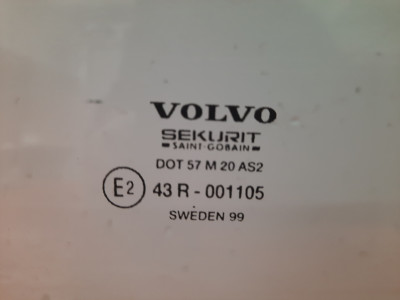 VOLVO
SEKURIT
SAINT-GOBAIN
DOT 57 M 20 AS2
E2 43 R - 001105
SWEDEN 99